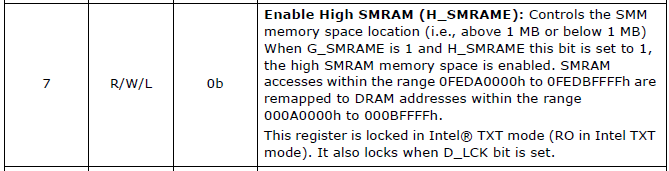 Enable High SMRAM (H_SMRAME): Controls the SMM
memory space location (i.e., above 1 MB or below 1 MB)
When G_SMRAME is 1 and H_SMRAME this bit is set to 1,
the high SMRAM memory space is enabled. SMRAM
accesses within the range 0FEDA0000h to 0FEDBFFFFh are
remapped to DRAM addresses within the range
000A0000h to 000BFFFFh.
This register is locked in Intel® TXT mode (RO in Intel TXT
mode). It also locks when D_LCK bit is set.
7
R/W/L
0b